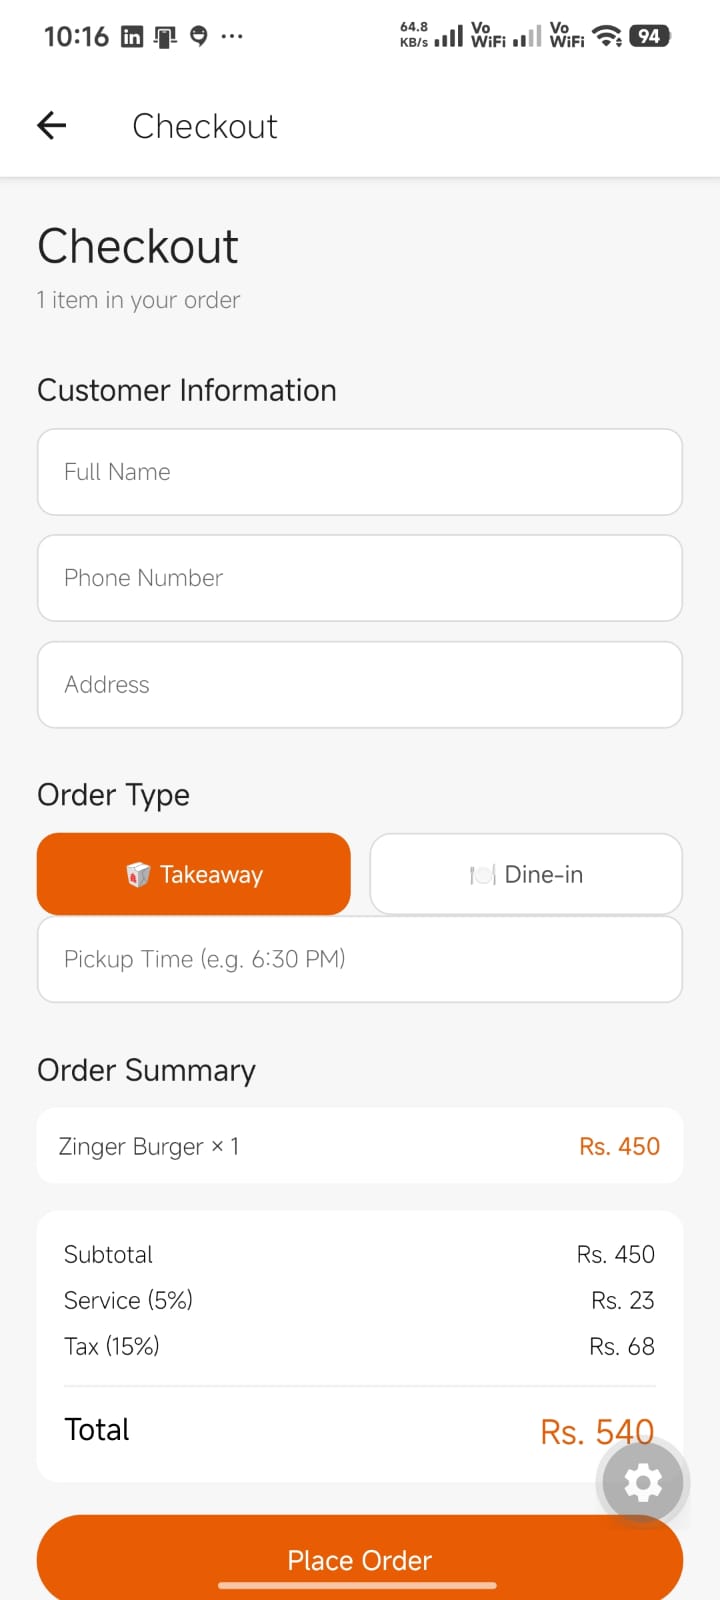 10:16 in ... 64.8 KB/s Vo WiFi Vo WiFi 94
Checkout
Checkout
1 item in your order
Customer Information
Full Name
Phone Number
Address
Order Type
Takeaway Dine-in
Pickup Time (e.g. 6:30 PM)
Order Summary
Zinger Burger × 1 Rs. 450
Subtotal Rs. 450
Service (5%) Rs. 23
Tax (15%) Rs. 68
Total Rs. 540
Place Order